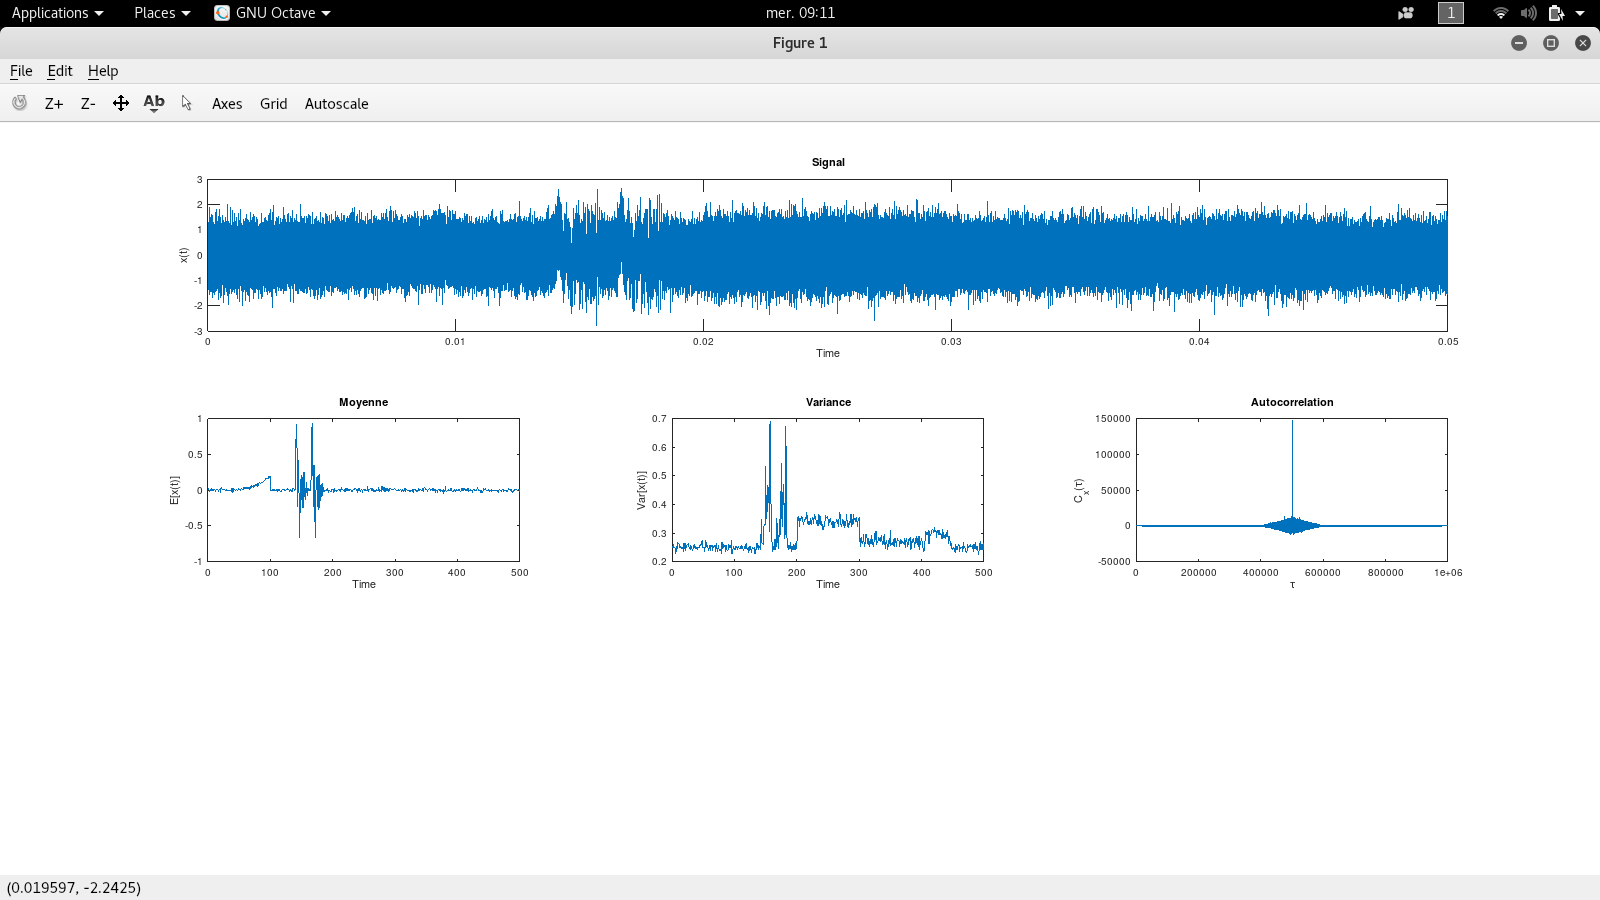 Applications Places GNU Octave mer. 09:11 1
Figure 1
File Edit Help
Z+ Z- Ab Axes Grid Autoscale
Signal
3
2
1
0
-1
-2
-3
x(t)
0 0.01 0.02 0.03 0.04 0.05
Time
Moyenne
1
0.5
0
-0.5
-1
E[x(t)]
0 100 200 300 400 500
Time
Variance
0.7
0.6
0.5
0.4
0.3
0.2
Var[x(t)]
0 100 200 300 400 500
Time
Autocorrelation
150000
100000
50000
0
-50000
Cx(τ)
0 200000 400000 600000 800000 1e+06
τ
(0.019597, -2.2425)